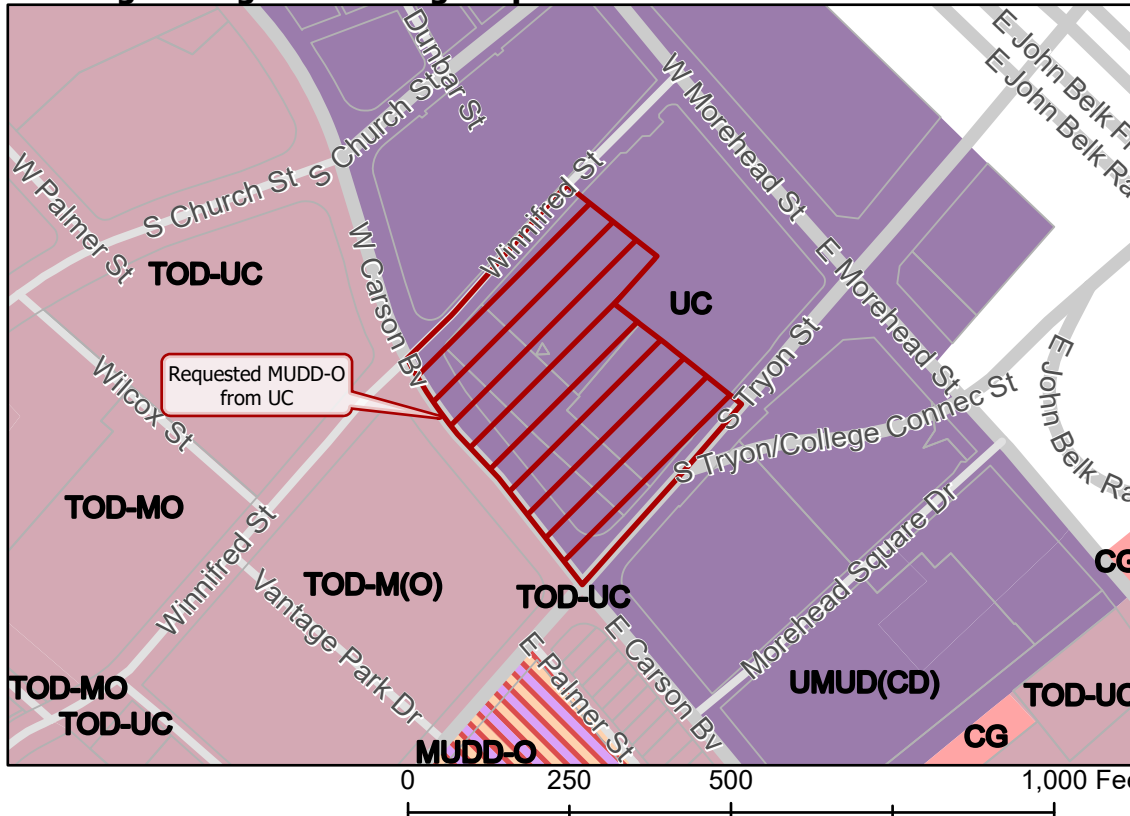 Dunbar St
E John Belk
E John Belk Ra
W Morehead St
S Church St
S Church St
W Palmer St
Winnifred St
TOD-UC
W Carson Bv
E Morehead St
UC
Requested MUDD-O
from UC
S Tryon St
E John Belk Ra
Wilcox St
S Tryon/College Connec St
TOD-MO
Winnifred St
Morehead Square Dr
CG
TOD-M(O)
TOD-UC
Vantage Park Dr
E Carson Bv
E Palmer St
UMUD(CD)
TOD-MO
TOD-UC
TOD-UC
CG
MUDD-O
0 250 500 1,000 Fee